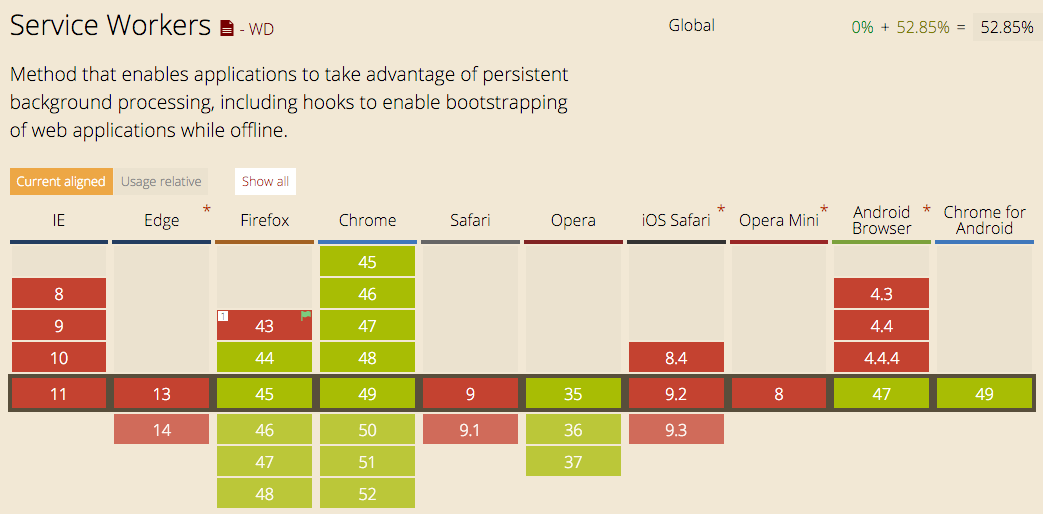 Service Workers - WD
Global
0% + 52.85% = 52.85%
Method that enables applications to take advantage of persistent
background processing, including hooks to enable bootstrapping
of web applications while offline.
Current aligned Usage relative Show all
IE Edge * Firefox Chrome Safari Opera iOS Safari * Opera Mini * Android Browser * Chrome for Android
45
8 46 4.3
9 1 43 47 4.4
10 44 48 8.4 4.4.4
11 13 45 49 9 35 9.2 8 47 49
14 46 50 9.1 36 9.3
47 51 37
48 52